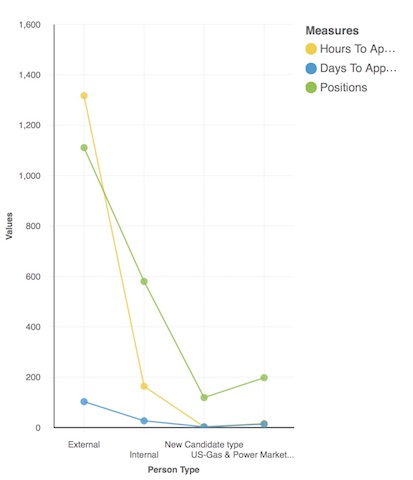 Measures
Hours To Ap...
Days To App...
Positions
1,600
1,400
1,200
1,000
800
600
400
200
0
Values
External
New Candidate type
Internal
US-Gas & Power Market...
Person Type